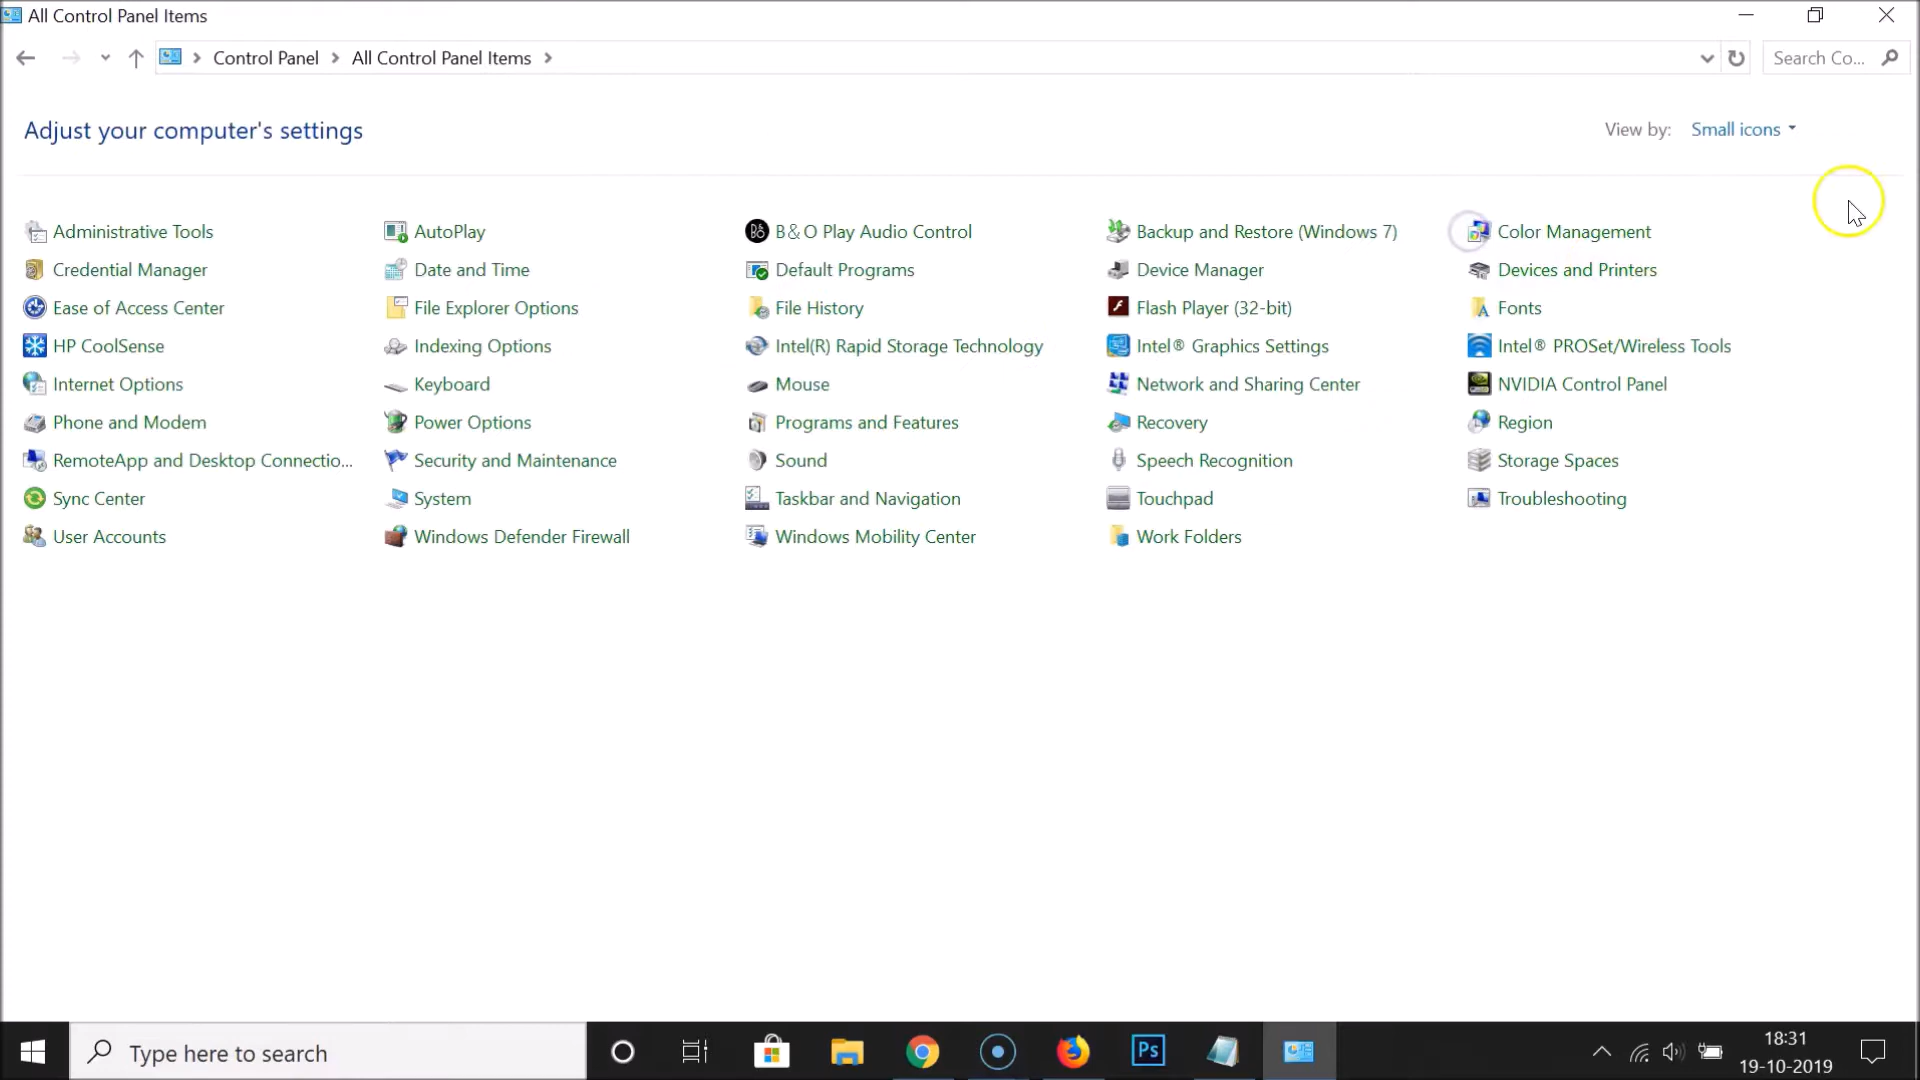 All Control Panel Items
Control Panel All Control Panel Items Search Co...
Adjust your computer's settings View by: Small icons
Administrative Tools AutoPlay B&O Play Audio Control Backup and Restore (Windows 7) Color Management
Credential Manager Date and Time Default Programs Device Manager Devices and Printers
Ease of Access Center File Explorer Options File History Flash Player (32-bit) Fonts
HP CoolSense Indexing Options Intel(R) Rapid Storage Technology Intel® Graphics Settings Intel® PROSet/Wireless Tools
Internet Options Keyboard Mouse Network and Sharing Center NVIDIA Control Panel
Phone and Modem Power Options Programs and Features Recovery Region
RemoteApp and Desktop Connectio... Security and Maintenance Sound Speech Recognition Storage Spaces
Sync Center System Taskbar and Navigation Touchpad Troubleshooting
User Accounts Windows Defender Firewall Windows Mobility Center Work Folders
Type here to search Ps 18:31
19-10-2019